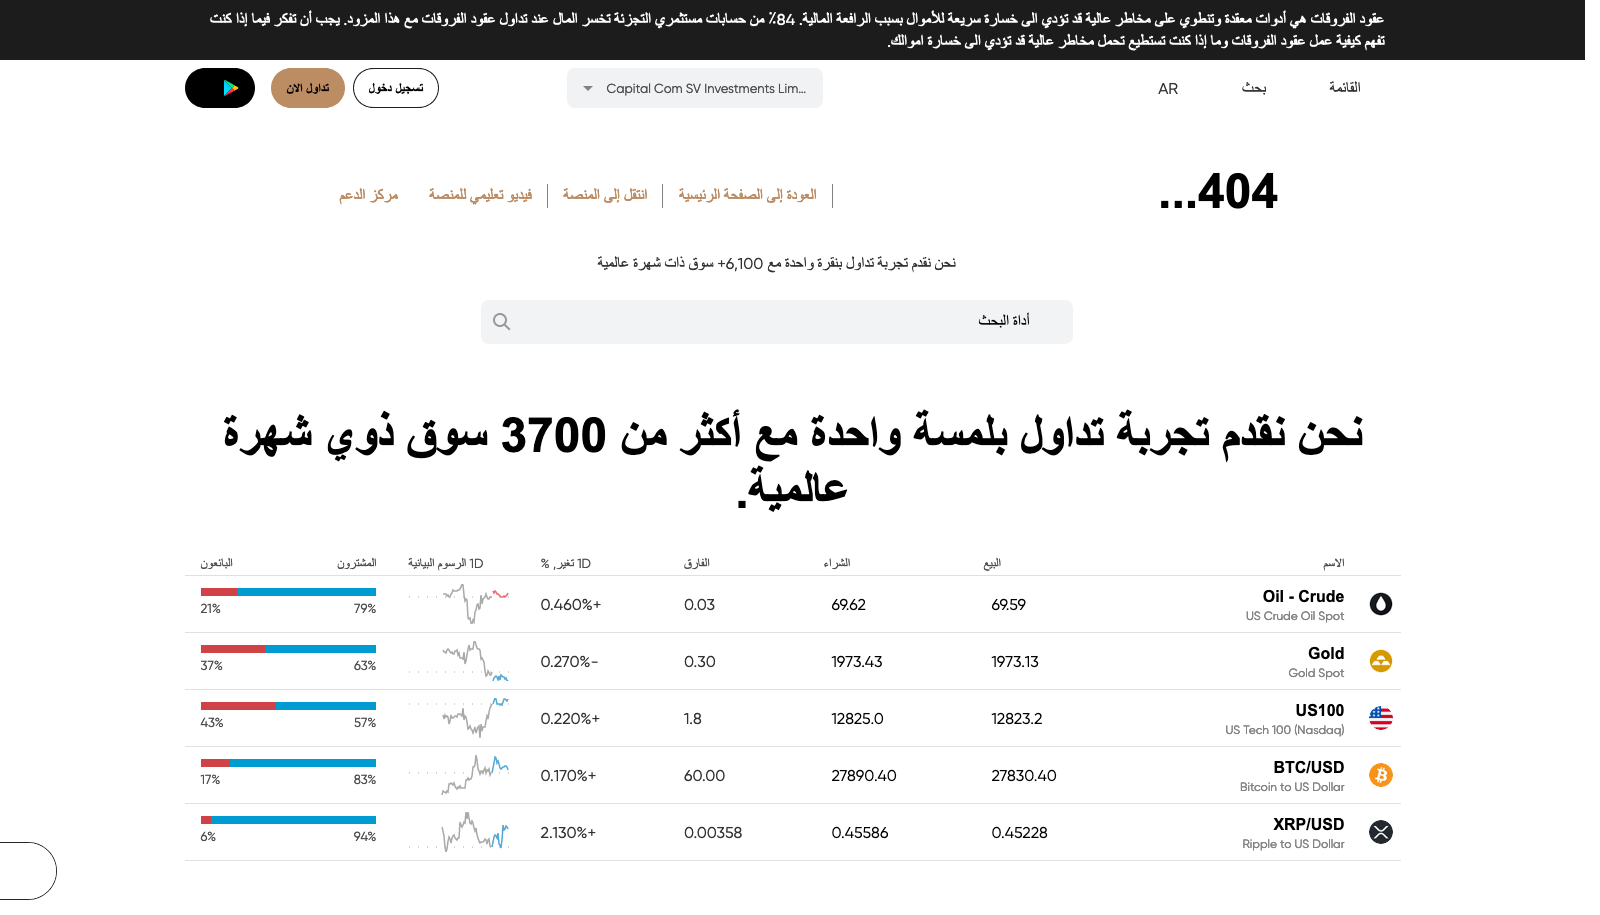 عقود الفروقات هي أدوات معقدة وتنطوي على مخاطر عالية قد تؤدي الى خسارة سريعة للأموال بسبب الرافعة المالية. 84٪ من حسابات مستثمري التجزئة تخسر المال عند تداول عقود الفروقات مع هذا المزود. يجب أن تفكر فيما إذا كنت
تفهم كيفية عمل عقود الفروقات وما إذا كنت تستطيع تحمل مخاطر عالية قد تؤدي الى خسارة اموالك.
القائمة بحث AR Capital Com SV Investments Lim... تسجيل دخول تداول الان
404...
العودة إلى الصفحة الرئيسية انتقل إلى المنصة فيديو تعليمي للمنصة مركز الدعم
نحن نقدم تجربة تداول بنقرة واحدة مع 6,100+ سوق ذات شهرة عالمية
أداة البحث
نحن نقدم تجربة تداول بلمسة واحدة مع أكثر من 3700 سوق ذوي شهرة
عالمية.
الاسم البيع الشراء الفارق 1D تغير, % 1D الرسوم البيانية المشترون البائعون
Oil - Crude 69.59 69.62 0.03 0.460%+ 79% 21%
US Crude Oil Spot
Gold 1973.13 1973.43 0.30 0.270%- 63% 37%
Gold Spot
US100 12823.2 12825.0 1.8 0.220%+ 57% 43%
US Tech 100 (Nasdaq)
BTC/USD 27830.40 27890.40 60.00 0.170%+ 83% 17%
Bitcoin to US Dollar
XRP/USD 0.45228 0.45586 0.00358 2.130%+ 94% 6%
Ripple to US Dollar